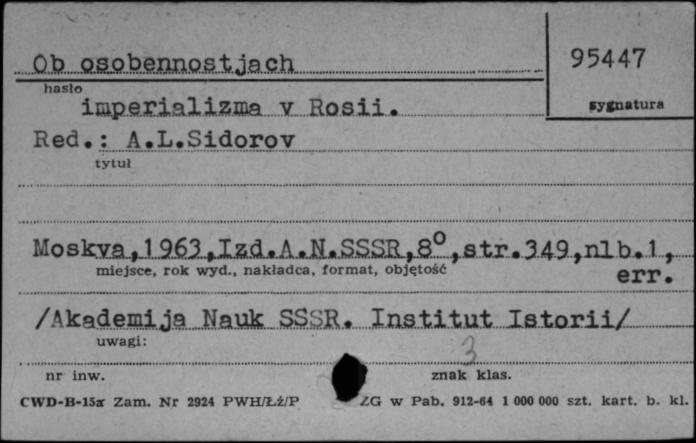 Ob osobennostjach
95447
hasło
sygnatura
imperializma v Rosii.
Red.: A.L.Sidorov
tytuł
Moskva,1963,Izd.A.N.SSSR,8°,str.349,nlb.1,
miejsce, rok wyd., nakładca, format, objętość
err.
/Akademija Nauk SSSR. Institut Istorii/
uwagi:
3
nr inw.
znak klas.
CWD-B-15a Zam. Nr 2924 PWH/Łź/P ZG w Pab. 912-64 1 000 000 szt. kart. b. kl.